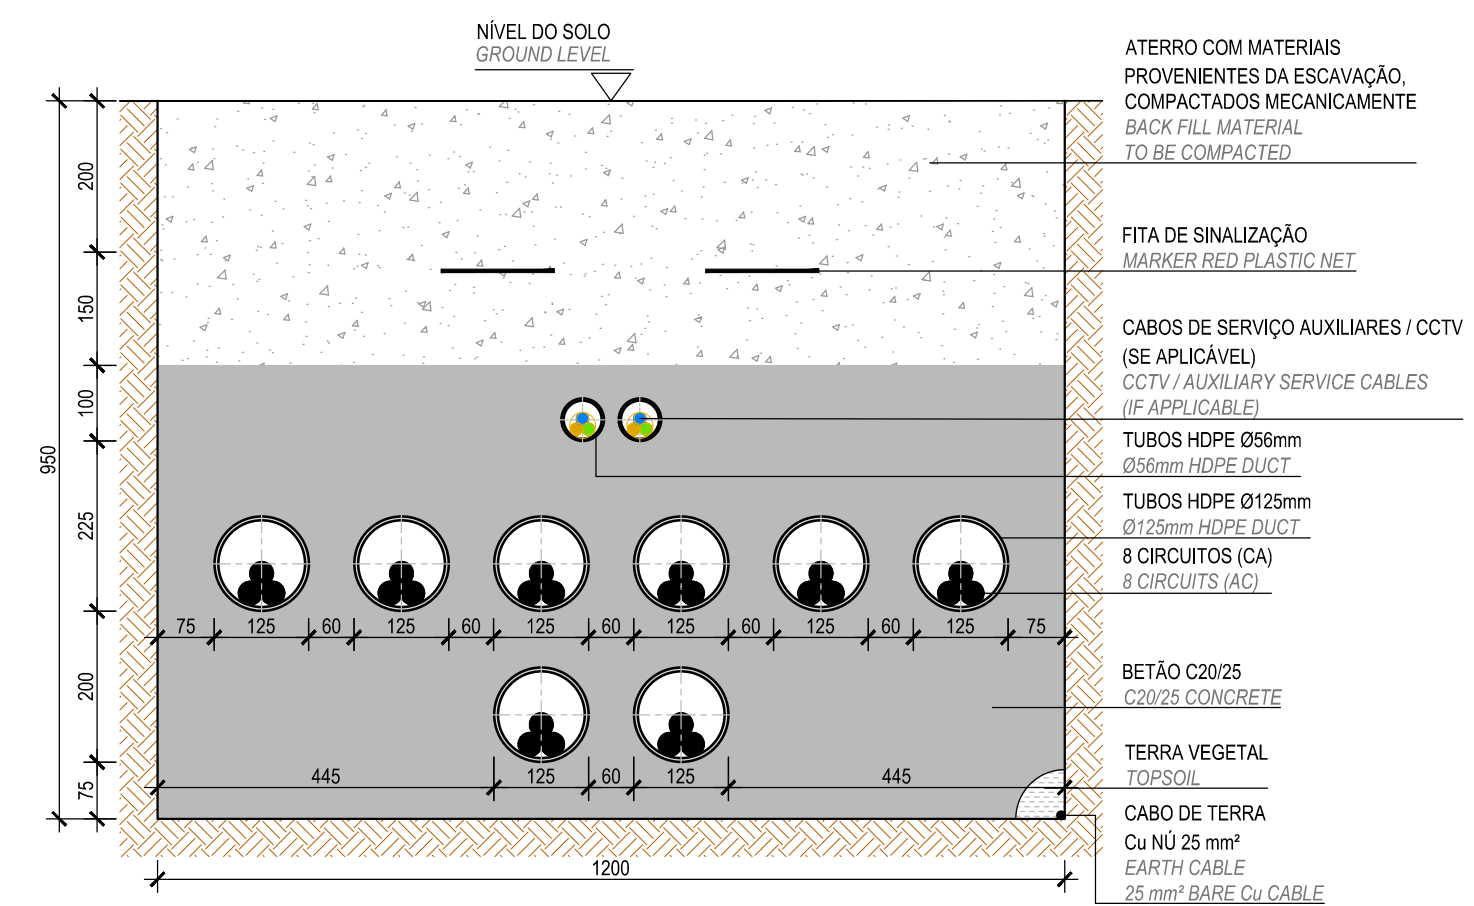 NÍVEL DO SOLO
GROUND LEVEL
ATERRO COM MATERIAIS
PROVENIENTES DA ESCAVAÇÃO,
COMPACTADOS MECANICAMENTE
BACK FILL MATERIAL
TO BE COMPACTED
FITA DE SINALIZAÇÃO
MARKER RED PLASTIC NET
CABOS DE SERVIÇO AUXILIARES / CCTV
(SE APLICÁVEL)
CCTV / AUXILIARY SERVICE CABLES
(IF APPLICABLE)
TUBOS HDPE Ø56mm
Ø56mm HDPE DUCT
TUBOS HDPE Ø125mm
Ø125mm HDPE DUCT
8 CIRCUITOS (CA)
8 CIRCUITS (AC)
BETÃO C20/25
C20/25 CONCRETE
TERRA VEGETAL
TOPSOIL
CABO DE TERRA
Cu NÚ 25 mm²
EARTH CABLE
25 mm² BARE Cu CABLE
950
200
150
100
225
200
75
75 125 60 125 60 125 60 125 60 125 60 125 75
445 125 60 125 445
1200